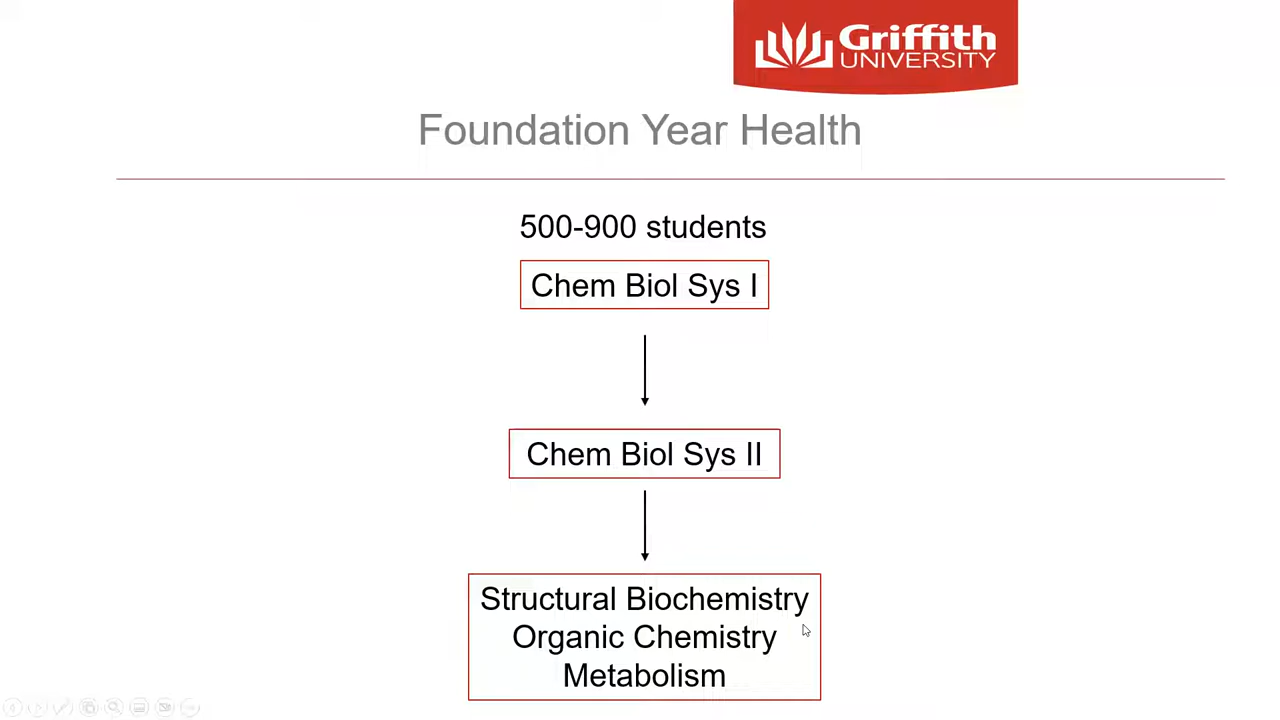 Griffith
UNIVERSITY
Foundation Year Health
500-900 students
Chem Biol Sys I
Chem Biol Sys II
Structural Biochemistry
Organic Chemistry
Metabolism